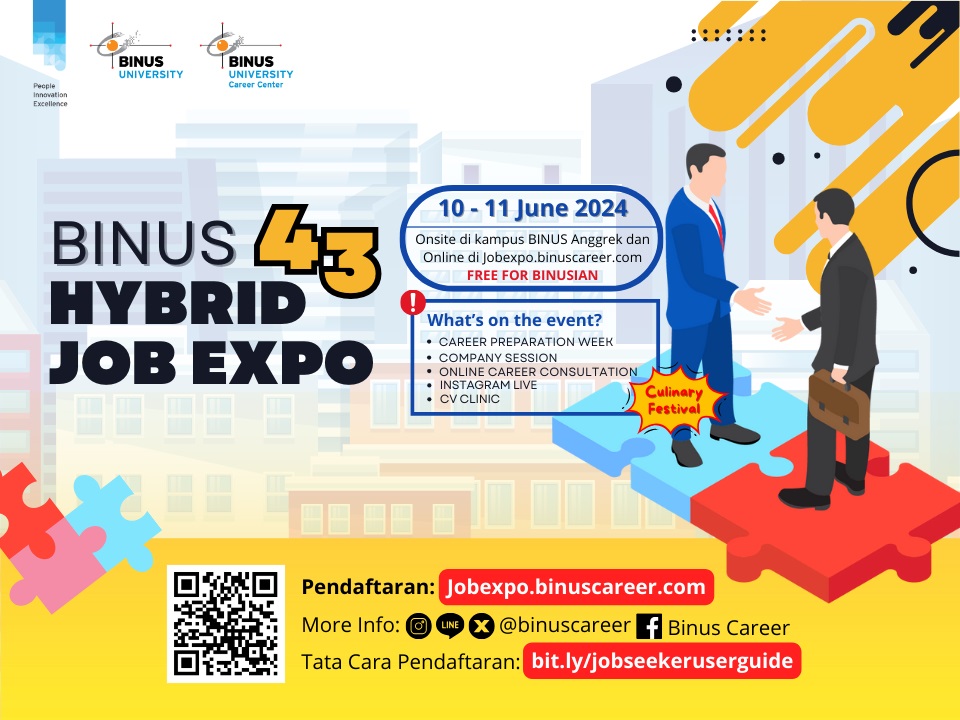 People
Innovation
Excellence
BINUS
UNIVERSITY
BINUS
UNIVERSITY
Career Center
BINUS 43
HYBRID
JOB EXPO
10 - 11 June 2024
Onsite di kampus BINUS Anggrek dan
Online di Jobexpo.binuscareer.com
FREE FOR BINUSIAN
!
What's on the event?
• CAREER PREPARATION WEEK
• COMPANY SESSION
• ONLINE CAREER CONSULTATION
• INSTAGRAM LIVE
• CV CLINIC
Culinary
Festival
Pendaftaran: Jobexpo.binuscareer.com
More Info: LINE @binuscareer Binus Career
Tata Cara Pendaftaran: bit.ly/jobseekeruserguide